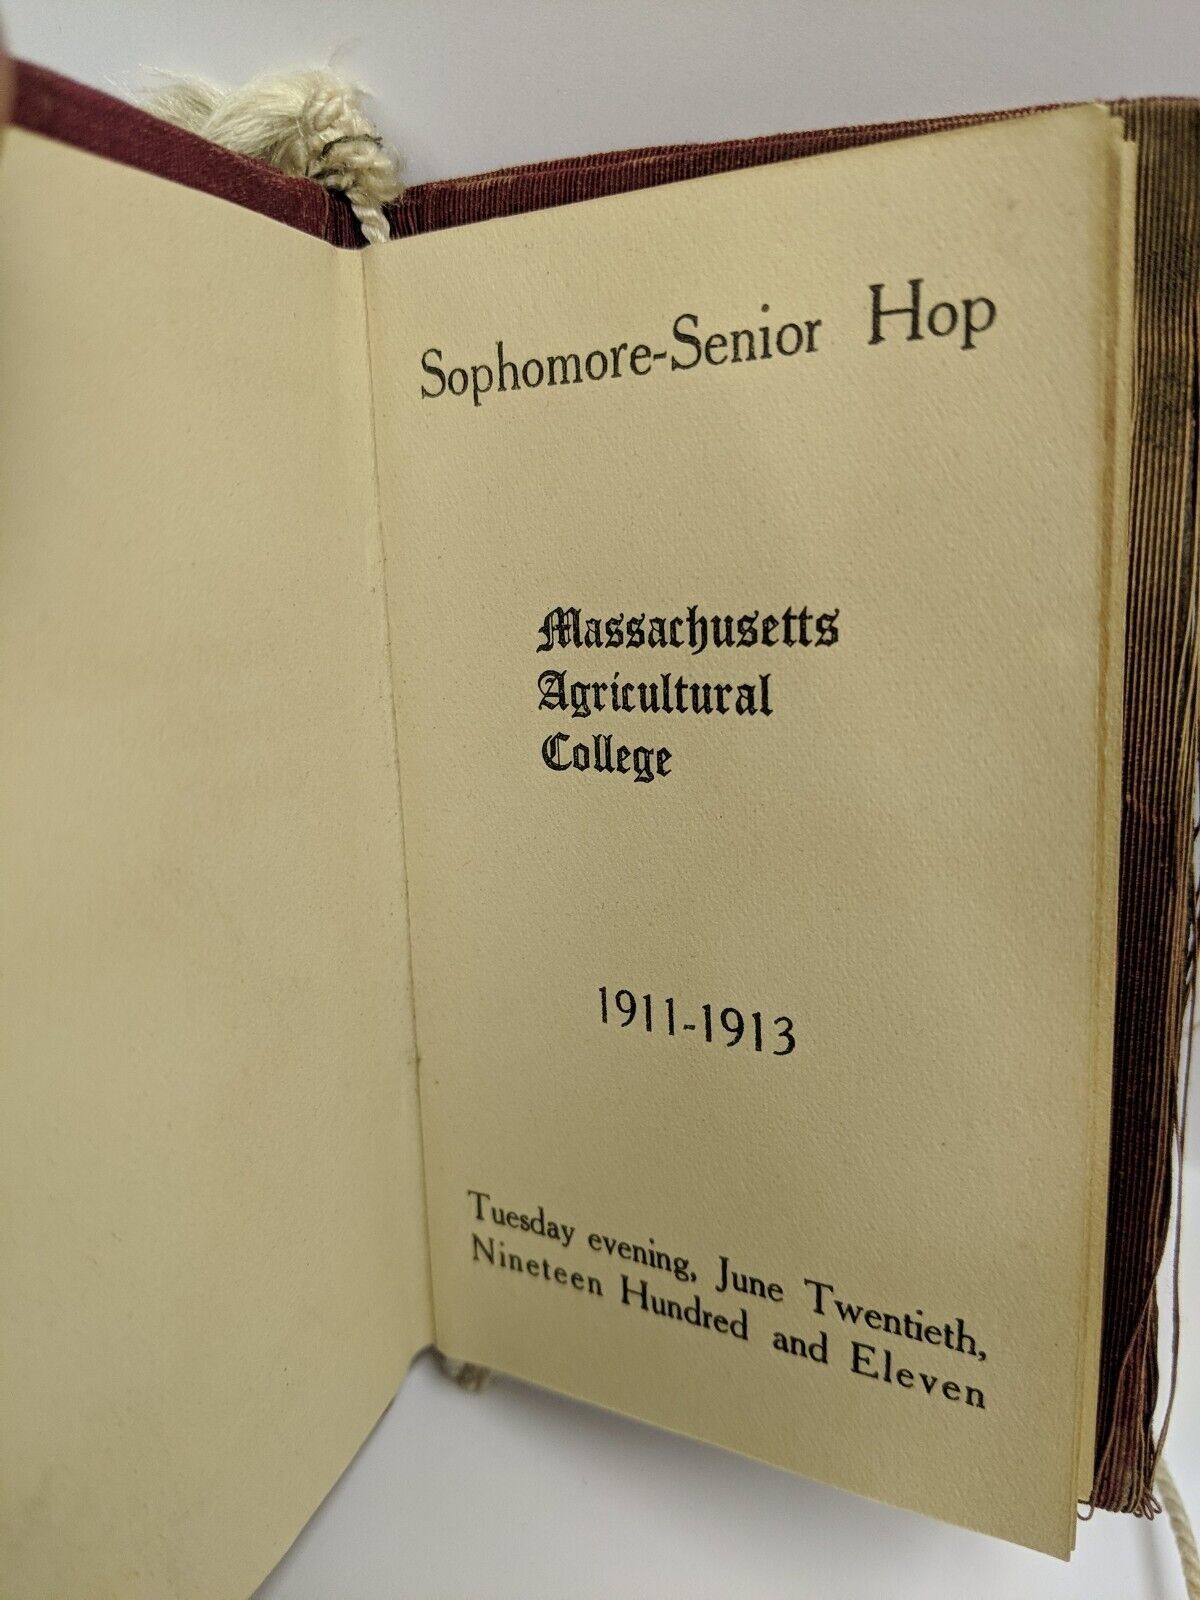 Sophomore-Senior Hop
Massachusetts
Agricultural
College
1911-1913
Tuesday evening, June Twentieth,
Nineteen Hundred and Eleven